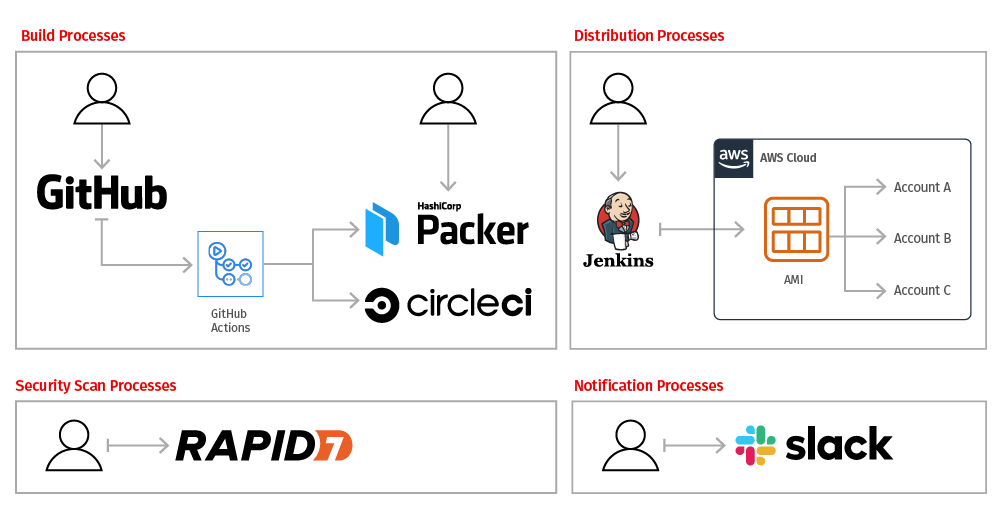 Build Processes
GitHub
GitHub
Actions
HashiCorp
Packer
circleci
Distribution Processes
Jenkins
aws
AWS Cloud
AMI
Account A
Account B
Account C
Security Scan Processes
RAPID7
Notification Processes
slack